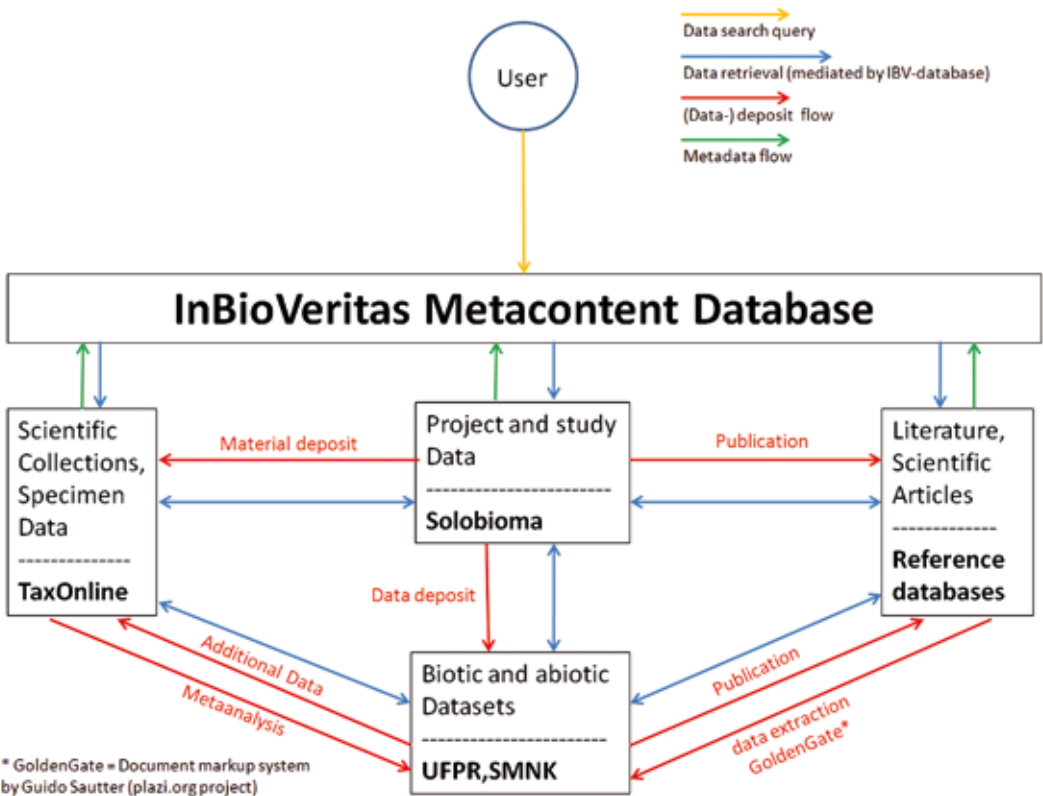 Data search query
User
Data retrieval (mediated by IBV-database)
(Data-) deposit flow
Metadata flow
InBioVeritas Metacontent Database
Scientific
Collections,
Specimen
Data
--------------
TaxOnline
Material deposit
Project and study
Data
-----------------------
Solobioma
Publication
Literature,
Scientific
Articles
-------------
Reference
databases
Data deposit
Additional Data
Metaanalysis
Biotic and abiotic
Datasets
-----------------------
UFPR,SMNK
Publication
data extraction
GoldenGate*
* GoldenGate = Document markup system
by Guido Sautter (plazi.org project)